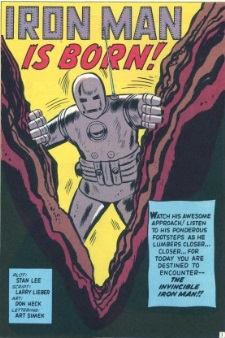 IRON MAN
IS BORN!
WATCH HIS AWESOME
APPROACH! LISTEN
TO HIS PONDEROUS
FOOTSTEPS AS HE
LUMBERS CLOSER...
CLOSER... FOR
TODAY YOU ARE
DESTINED TO
ENCOUNTER--
THE
INVINCIBLE
IRON MAN!!
PLOT:
STAN LEE
SCRIPT:
LARRY LIEBER
ART:
DON HECK
LETTERING:
ART SIMEK